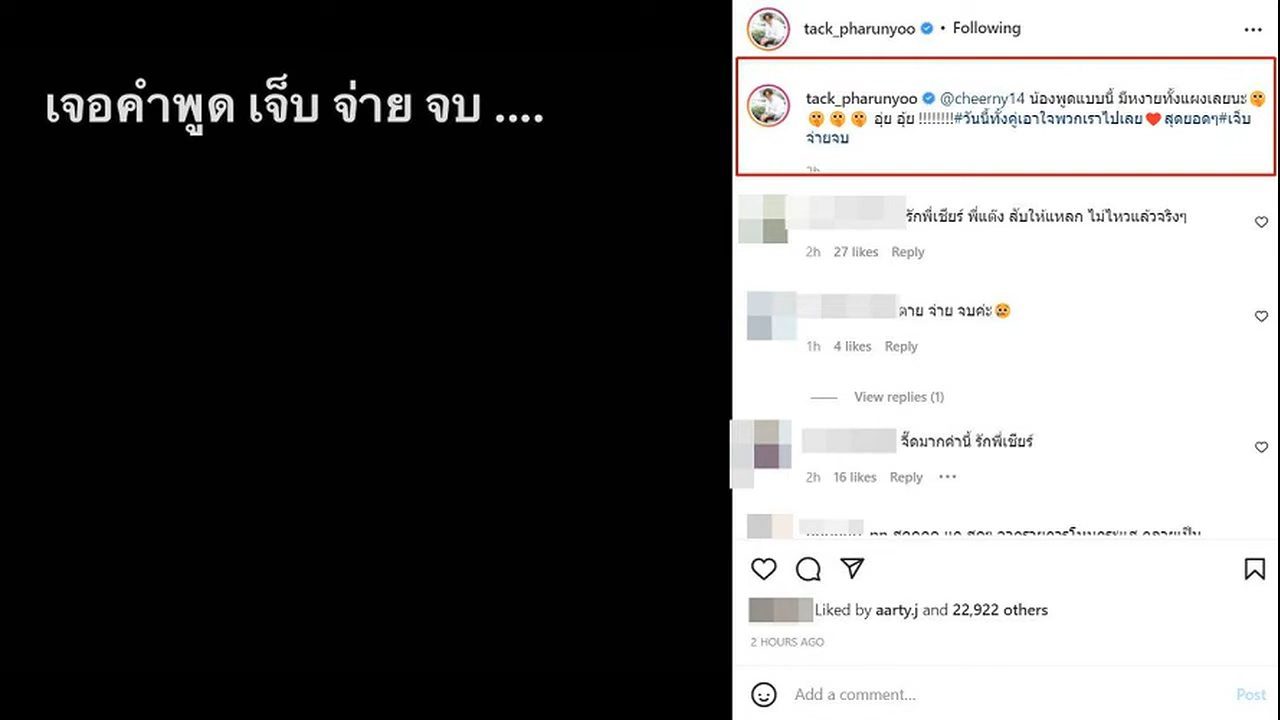 เจอคำพูด เจ็บ จ่าย จบ ....
tack_pharunyoo • Following
tack_pharunyoo @cheerny14 น้องพูดแบบนี้ มีหงายทั้งแผงเลยนะ🤫
🤫 🤫 🤫 อุ่ย อุ้ย !!!!!!!!#วันนี้ทั้งคู่เอาใจพวกเราไปเลย❤️สุดยอดๆ#เจ็บ
จ่ายจบ
รักพี่เชียร์ พี่แต๊ง สับให้แหลก ไม่ไหวแล้วจริงๆ
2h 27 likes Reply
ตาย จ่าย จบค่ะ😢
1h 4 likes Reply
View replies (1)
จี๊ดมากค่านี้ รักพี่เชียร์
2h 16 likes Reply
Liked by aarty.j and 22,922 others
2 HOURS AGO
Add a comment... Post